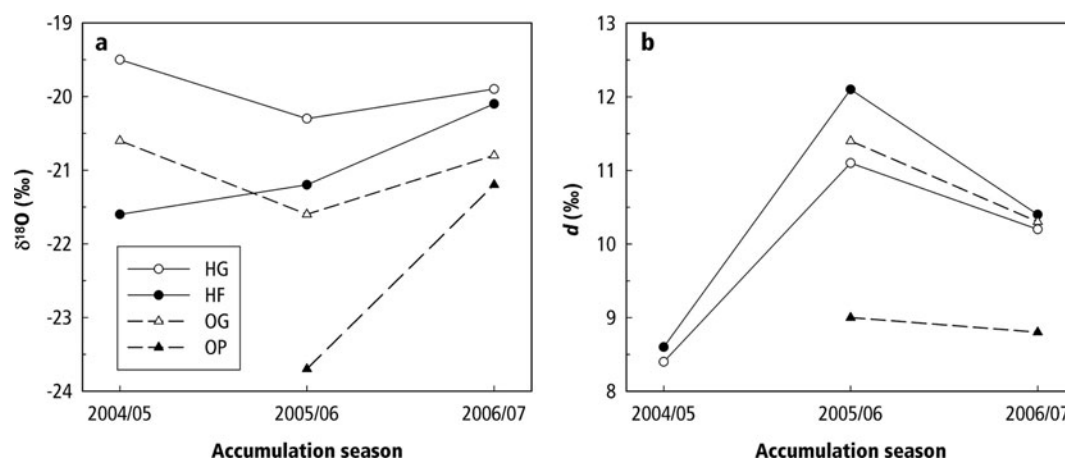 a
-19
-20
-21
-22
-23
-24
δ¹⁸O (‰)
HG
HF
OG
OP
2004/05
2005/06
2006/07
Accumulation season
b
13
12
11
10
9
8
d (‰)
2004/05
2005/06
2006/07
Accumulation season